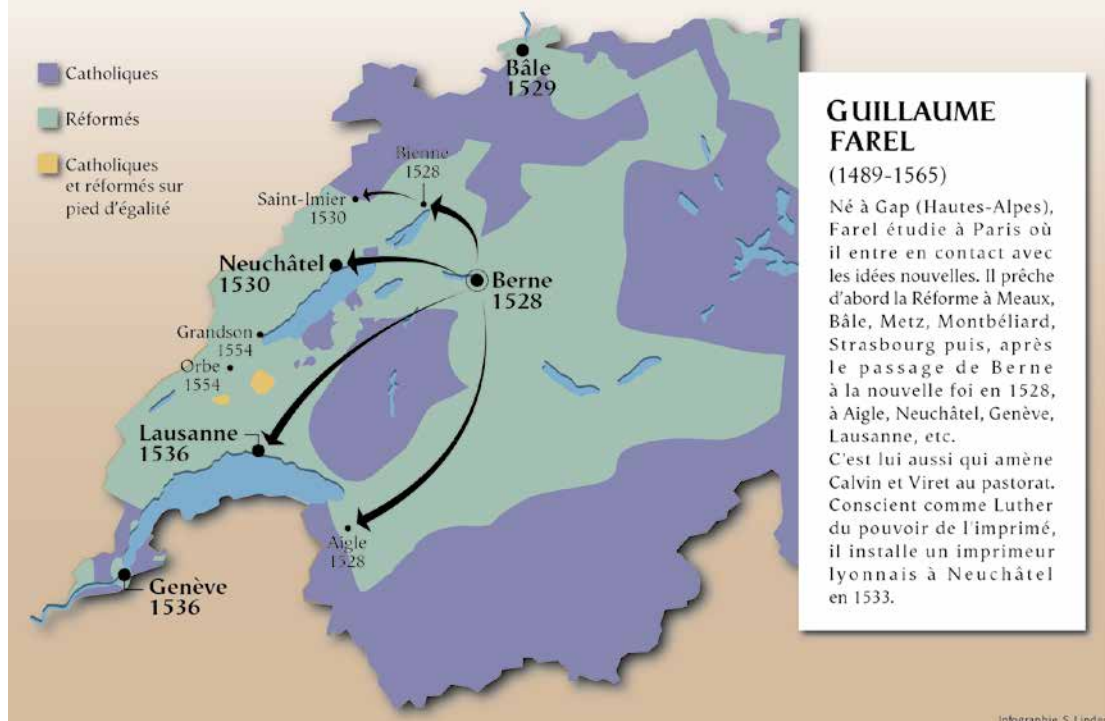 Catholiques
Réformés
Catholiques
et réformés sur
pied d'égalité
Bâle
1529
Bienne
1528
Saint-Imier
1530
Neuchâtel
1530
Berne
1528
Grandson
1554
Orbe
1554
Lausanne
1536
Aigle
1528
Genève
1536
GUILLAUME
FAREL
(1489-1565)
Né à Gap (Hautes-Alpes),
Farel étudie à Paris où
il entre en contact avec
les idées nouvelles. Il prêche
d'abord la Réforme à Meaux,
Bâle, Metz, Montbéliard,
Strasbourg puis, après
le passage de Berne
à la nouvelle foi en 1528,
à Aigle, Neuchâtel, Genève,
Lausanne, etc.
C'est lui aussi qui amène
Calvin et Viret au pastorat.
Conscient comme Luther
du pouvoir de l'imprimé,
il installe un imprimeur
lyonnais à Neuchâtel
en 1533.
Infographie S.